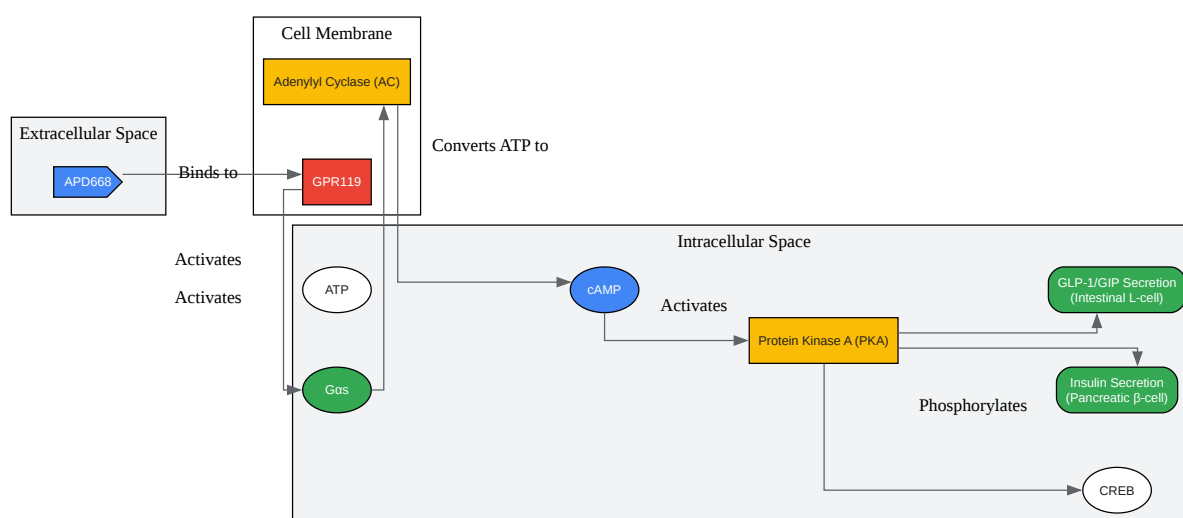 Cell Membrane
Adenylyl Cyclase (AC)
Extracellular Space
Converts ATP to
APD668
Binds to
GPR119
Intracellular Space
Activates
Activates
ATP
cAMP
Activates
GLP-1/GIP Secretion
(Intestinal L-cell)
Protein Kinase A (PKA)
Gαs
Insulin Secretion
(Pancreatic β-cell)
Phosphorylates
CREB